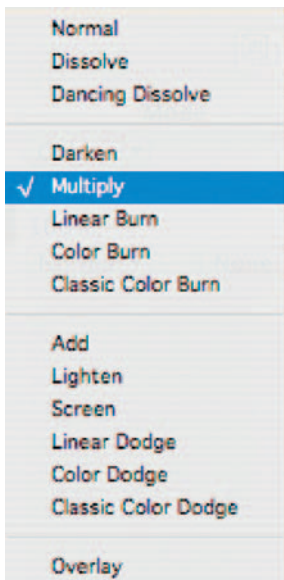 Normal
Dissolve
Dancing Dissolve
Darken
√ Multiply
Linear Burn
Color Burn
Classic Color Burn
Add
Lighten
Screen
Linear Dodge
Color Dodge
Classic Color Dodge
Overlay